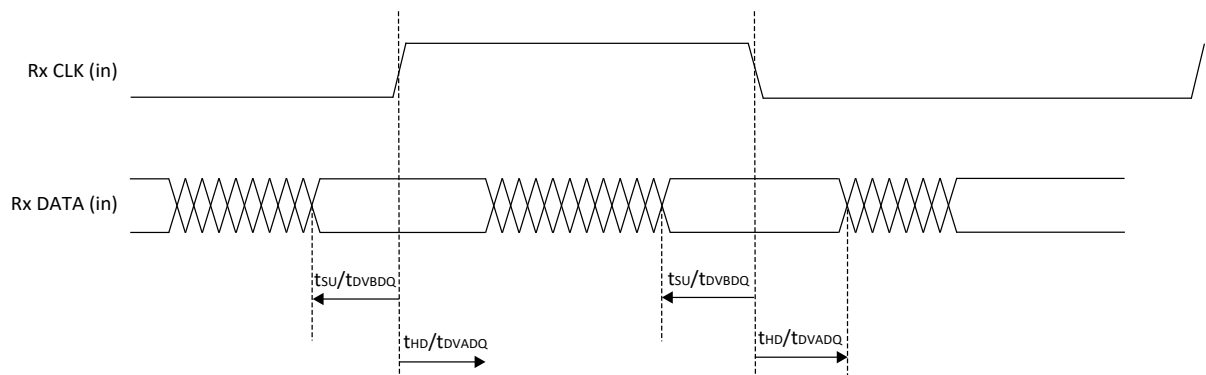 Rx CLK (in)
Rx DATA (in)
tSU/tDVBDQ
tSU/tDVBDQ
tHD/tDVADQ
tHD/tDVADQ